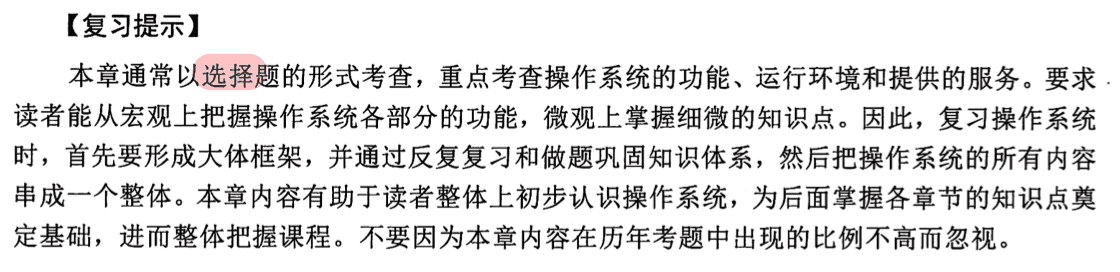 【复习提示】
本章通常以选择题的形式考查，重点考查操作系统的功能、运行环境和提供的服务。要求
读者能从宏观上把握操作系统各部分的功能，微观上掌握细微的知识点。因此，复习操作系统
时，首先要形成大体框架，并通过反复复习和做题巩固知识体系，然后把操作系统的所有内容
串成一个整体。本章内容有助于读者整体上初步认识操作系统，为后面掌握各章节的知识点奠
定基础，进而整体把握课程。不要因为本章内容在历年考题中出现的比例不高而忽视。